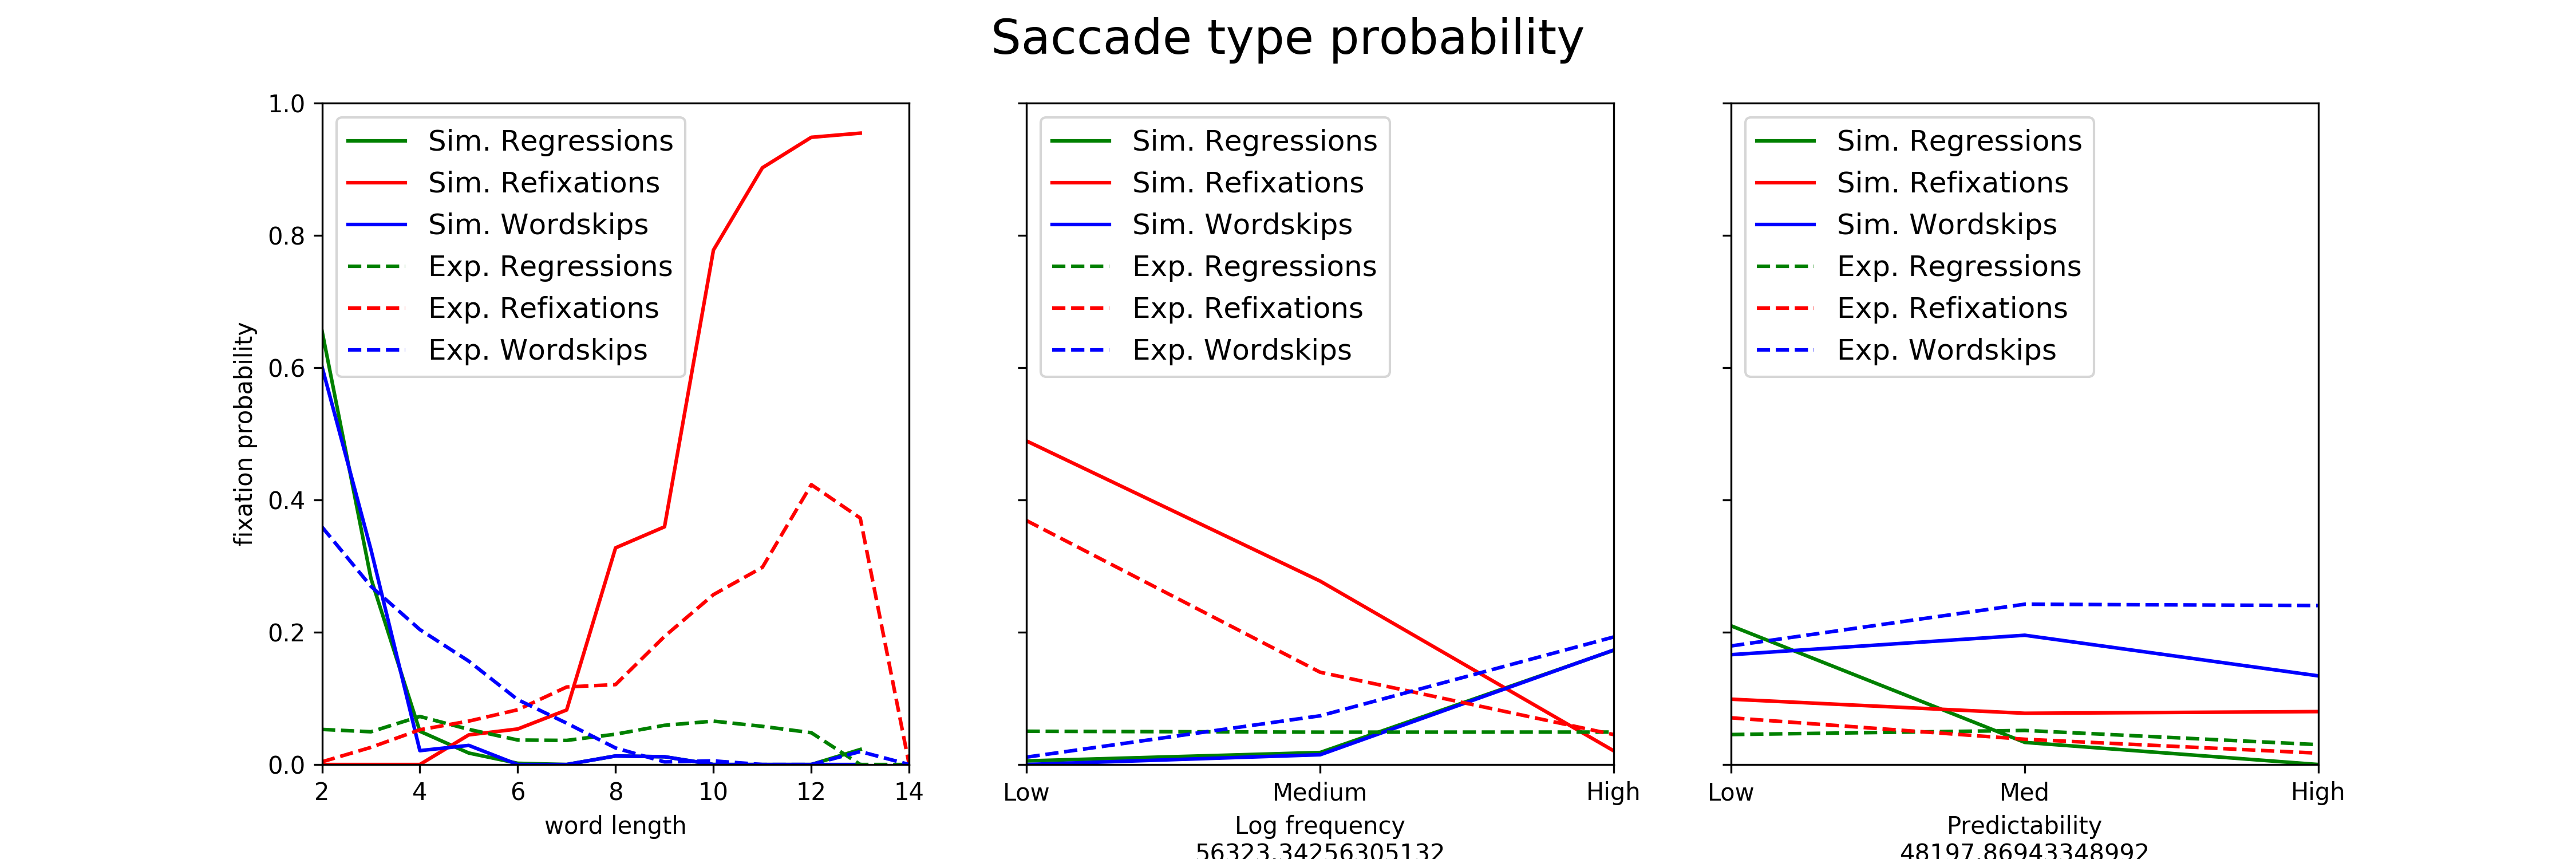 Saccade type probability
1.0
0.8
0.6
0.4
0.2
0.0
fixation probability
Sim. Regressions
Sim. Refixations
Sim. Wordskips
Exp. Regressions
Exp. Refixations
Exp. Wordskips
2 4 6 8 10 12 14
word length
Sim. Regressions
Sim. Refixations
Sim. Wordskips
Exp. Regressions
Exp. Refixations
Exp. Wordskips
Low Medium High
Log frequency
56323.34256305132
Sim. Regressions
Sim. Refixations
Sim. Wordskips
Exp. Regressions
Exp. Refixations
Exp. Wordskips
Low Med High
Predictability
48197.86943348992